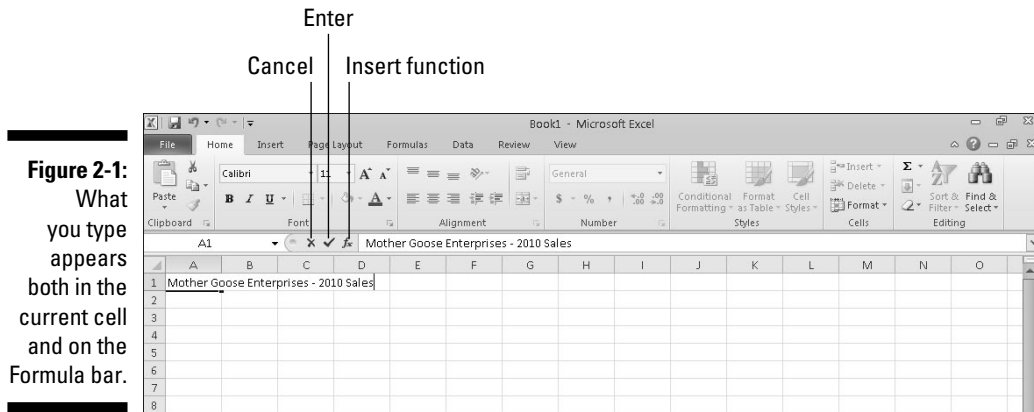 Enter
Cancel
Insert function
Figure 2-1:
What
you type
appears
both in the
current cell
and on the
Formula bar.
Book1 - Microsoft Excel
File Home Insert Page Layout Formulas Data Review View
Calibri 11 A A General Insert
Paste Delete
B I U A $ % , .00 .0 Conditional Format Cell Format Sort & Find &
Formatting as Table Styles Filter Select
Clipboard Font Alignment Number Styles Cells Editing
A1 fx Mother Goose Enterprises - 2010 Sales
A B C D E F G H I J K L M N O
1 Mother Goose Enterprises - 2010 Sales
2
3
4
5
6
7
8